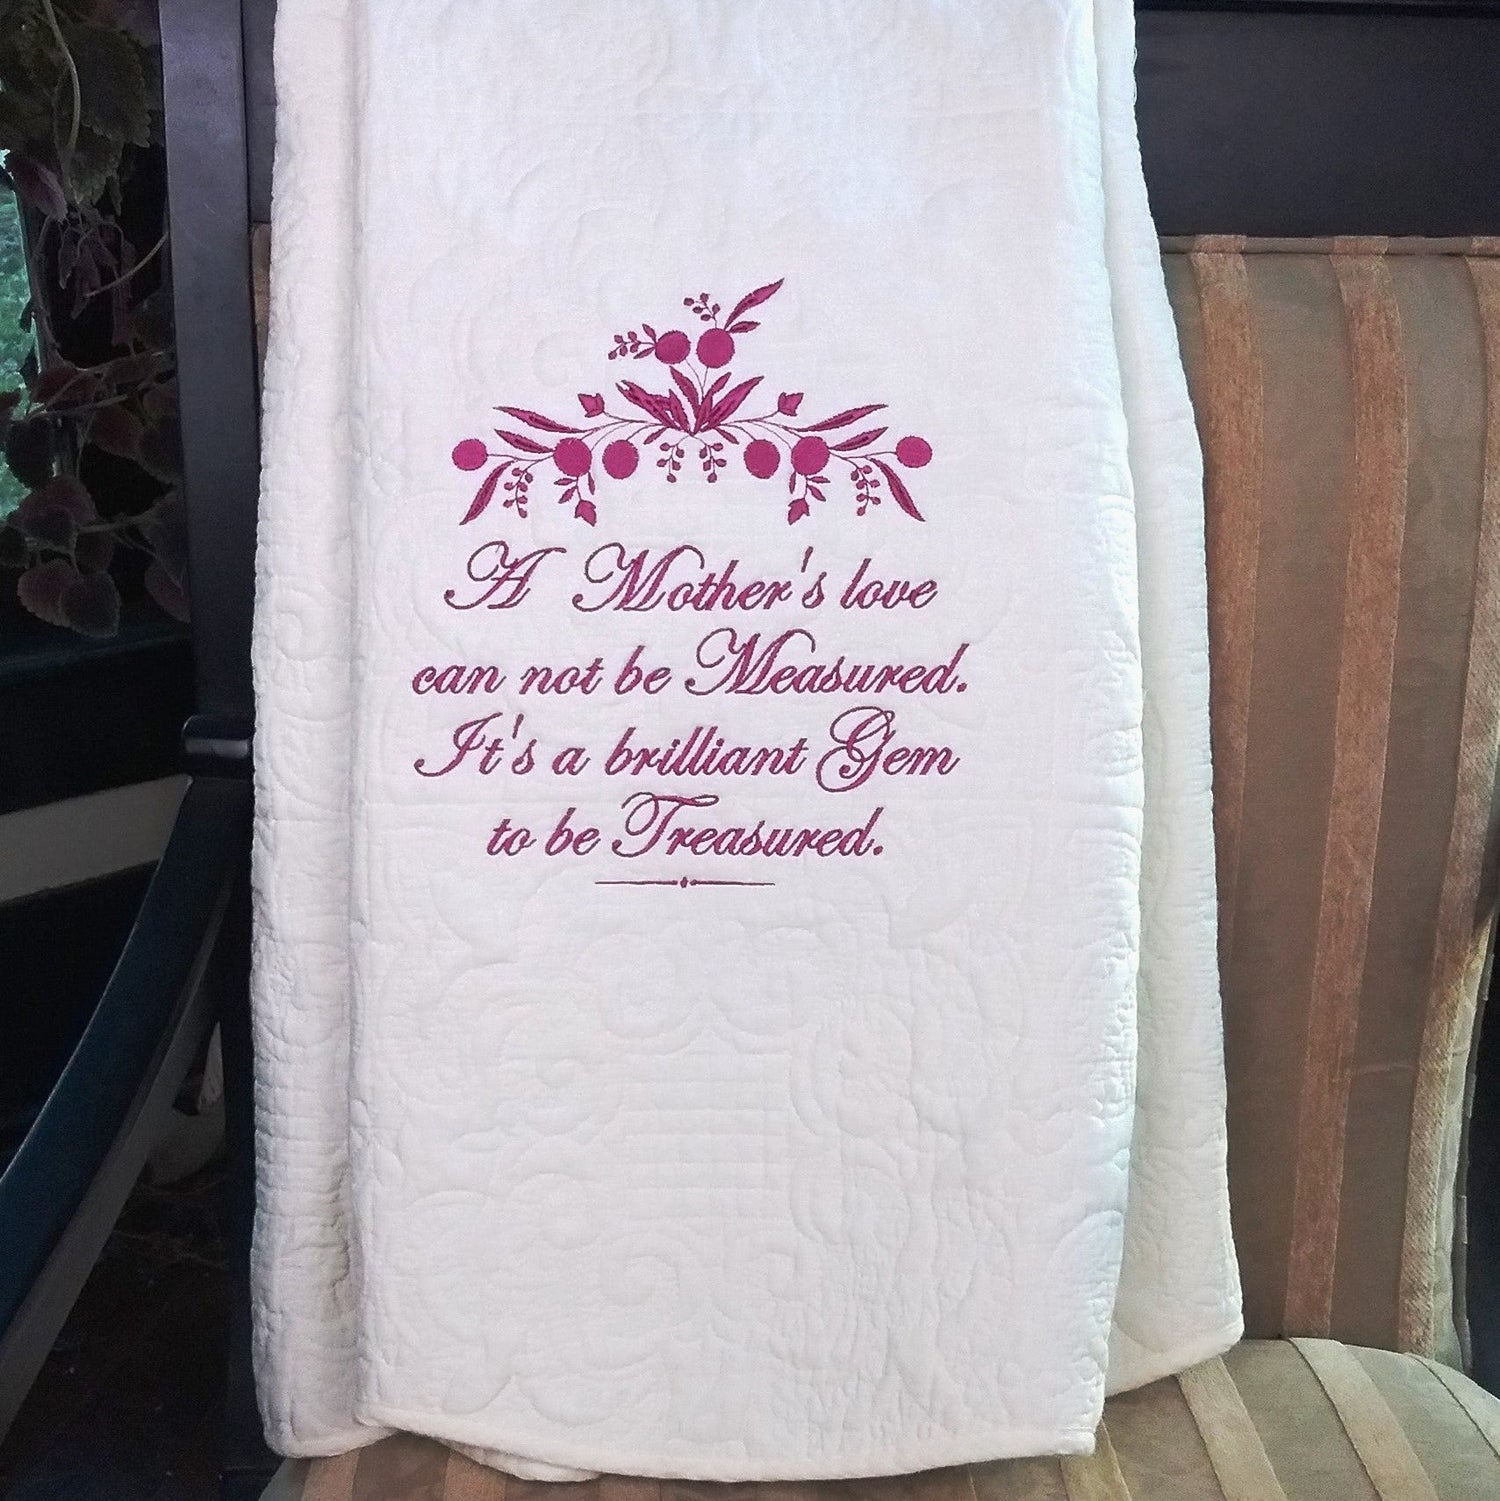 A Mother's love
can not be Measured.
It's a brilliant Gem
to be Treasured.